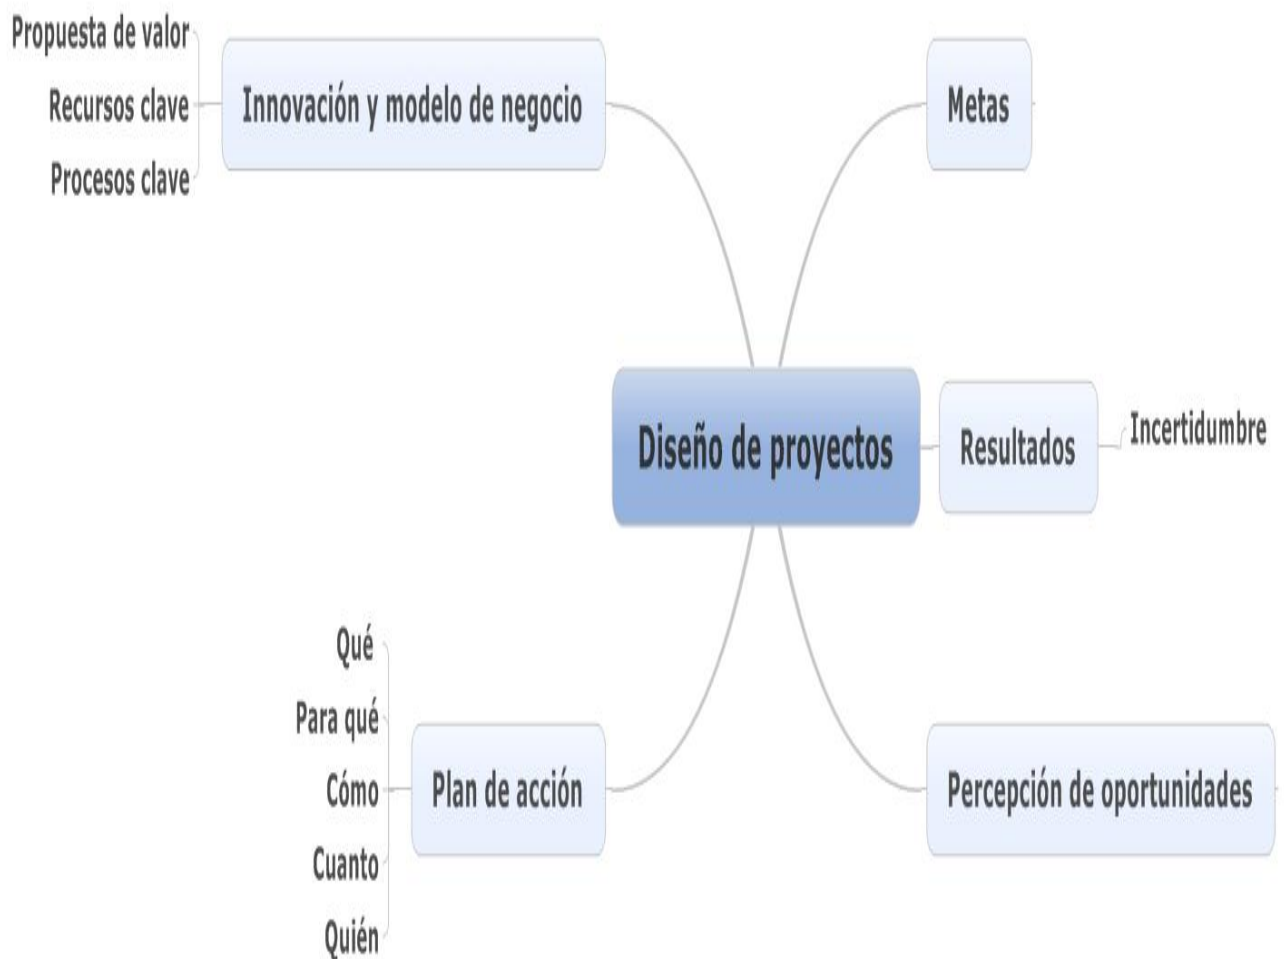 Propuesta de valor
Recursos clave
Procesos clave
Innovación y modelo de negocio
Metas
Diseño de proyectos
Resultados
Incertidumbre
Qué
Para qué
Cómo
Cuanto
Quién
Plan de acción
Percepción de oportunidades